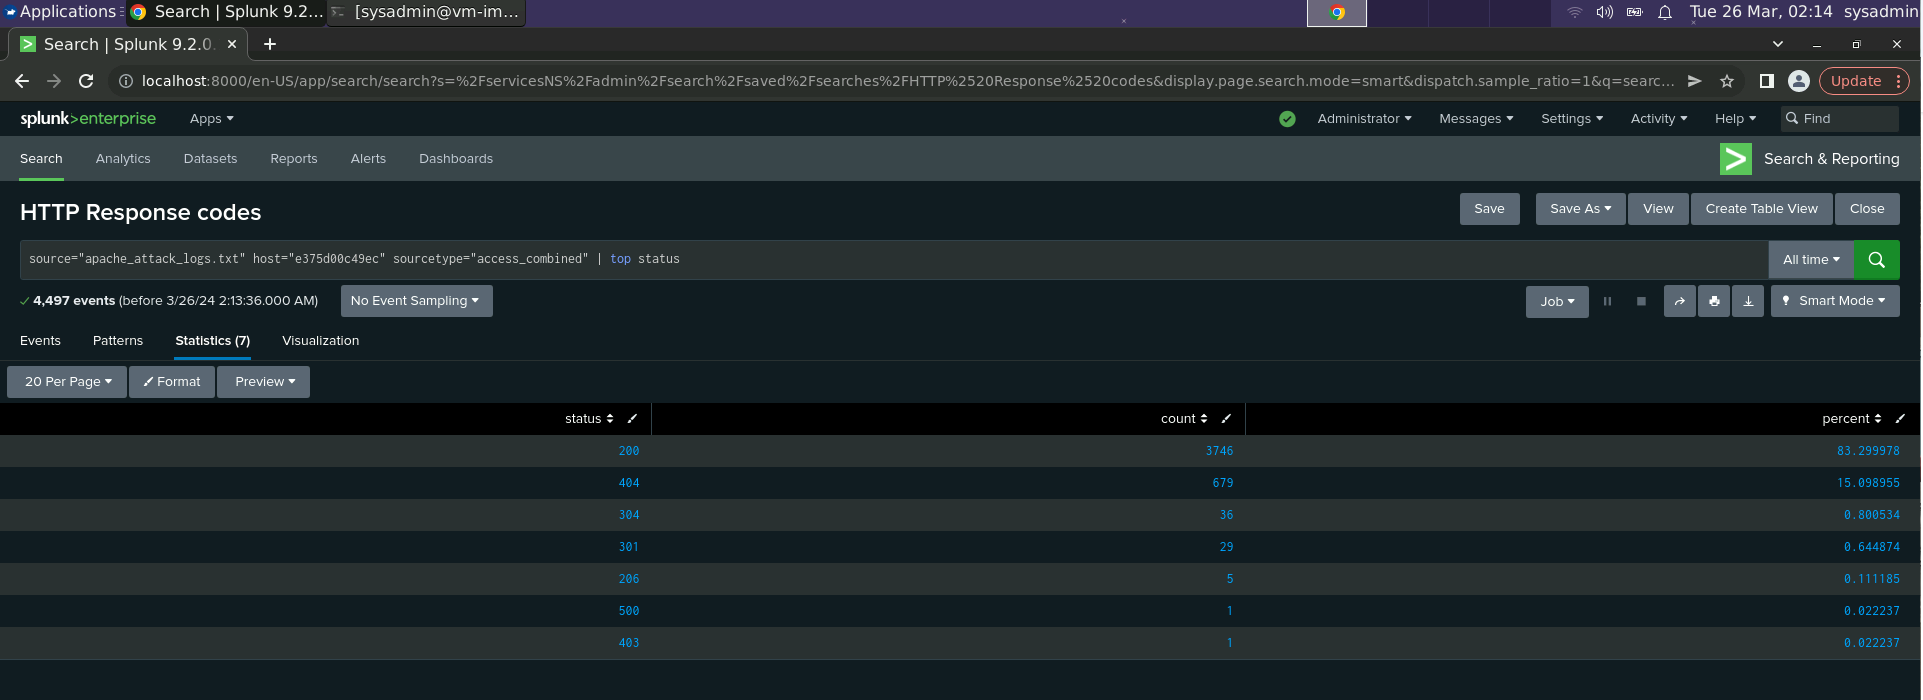 Applications Search | Splunk 9.2... [sysadmin@vm-im... Tue 26 Mar, 02:14 sysadmin
Search | Splunk 9.2.0
localhost:8000/en-US/app/search/search?s=%2FservicesNS%2Fadmin%2Fsearch%2Fsaved%2Fsearches%2FHTTP%2520Response%2520codes&display.page.search.mode=smart&dispatch.sample_ratio=1&q=searc... Update
splunk>enterprise Apps Administrator Messages Settings Activity Help Find
Search Analytics Datasets Reports Alerts Dashboards Search & Reporting
HTTP Response codes Save Save As View Create Table View Close
source="apache_attack_logs.txt" host="e375d00c49ec" sourcetype="access_combined" | top status All time
4,497 events (before 3/26/24 2:13:36.000 AM) No Event Sampling Job Smart Mode
Events Patterns Statistics (7) Visualization
20 Per Page Format Preview
status count percent
200 3746 83.299978
404 679 15.098955
304 36 0.800534
301 29 0.644874
206 5 0.111185
500 1 0.022237
403 1 0.022237